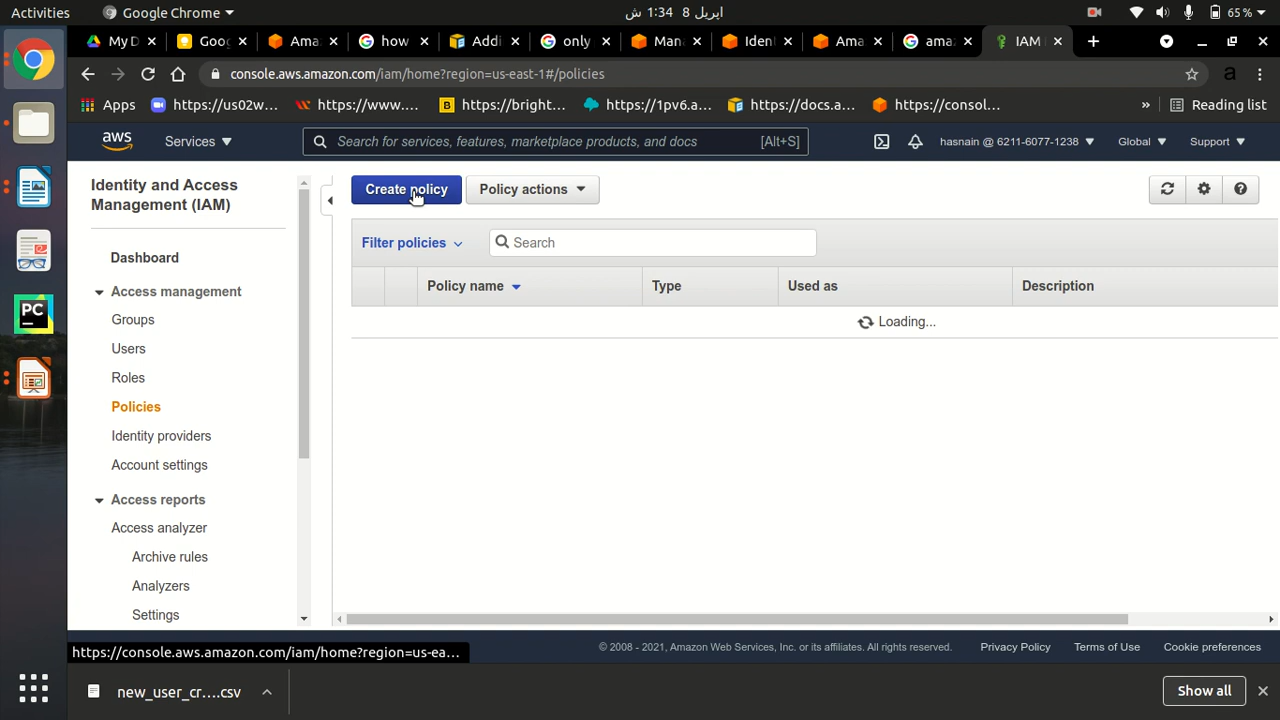 Activities
Google Chrome
اپریل 8  1:34 ش
65 %
My D
Goog
Ama
how
Addi
only
Man
Iden
Ama
ama
IAM
console.aws.amazon.com/iam/home?region=us-east-1#/policies
a
Apps
https://us02w...
https://www....
https://bright...
https://1pv6.a...
https://docs.a...
https://consol...
»
Reading list
aws
Services
Search for services, features, marketplace products, and docs
[Alt+S]
hasnain @ 6211-6077-1238
Global
Support
Identity and Access
Management (IAM)
Dashboard
Access management
Groups
Users
Roles
Policies
Identity providers
Account settings
Access reports
Access analyzer
Archive rules
Analyzers
Settings
Create policy
Policy actions
Filter policies
Search
Policy name
Type
Used as
Description
Loading...
© 2008 - 2021, Amazon Web Services, Inc. or its affiliates. All rights reserved.
Privacy Policy
Terms of Use
Cookie preferences
https://console.aws.amazon.com/iam/home?region=us-ea...
new_user_cr....csv
Show all
PC